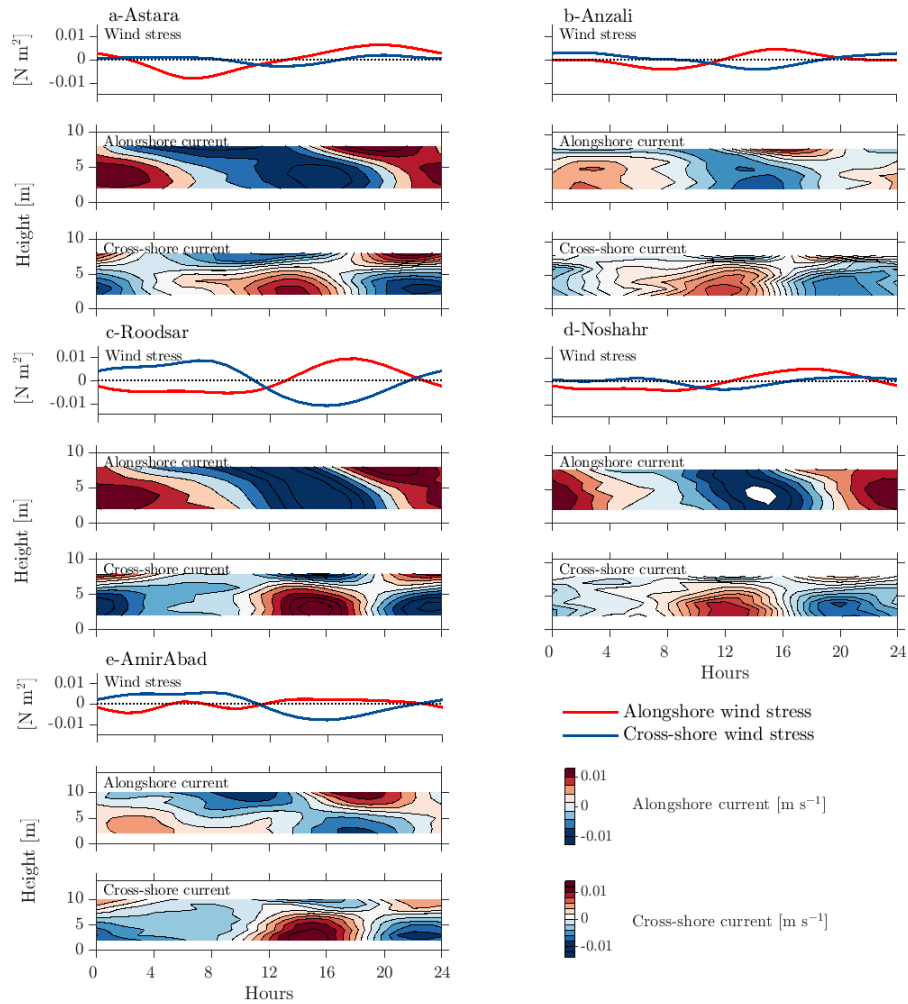 a-Astara
Wind stress
[N m²]
0.01
0
-0.01
Alongshore current
10
5
0
Height [m]
Cross-shore current
10
5
0
b-Anzali
Wind stress
Alongshore current
Cross-shore current
c-Roodsar
Wind stress
[N m²]
0.01
0
-0.01
Alongshore current
10
5
0
Height [m]
Cross-shore current
10
5
0
d-Noshahr
Wind stress
Alongshore current
Cross-shore current
0 4 8 12 16 20 24
Hours
e-AmirAbad
Wind stress
[N m²]
0.01
0
-0.01
Alongshore current
10
5
0
Height [m]
Cross-shore current
10
5
0
0 4 8 12 16 20 24
Hours
Alongshore wind stress
Cross-shore wind stress
0.01
0
-0.01
Alongshore current [m s⁻¹]
0.01
0
-0.01
Cross-shore current [m s⁻¹]